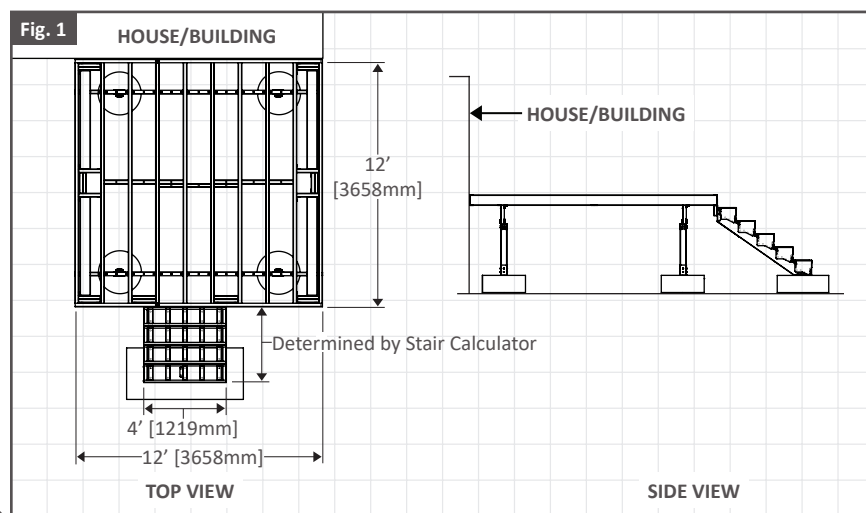 Fig. 1
HOUSE/BUILDING
12’
[3658mm]
HOUSE/BUILDING
Determined by Stair Calculator
4’ [1219mm]
12’ [3658mm]
TOP VIEW
SIDE VIEW